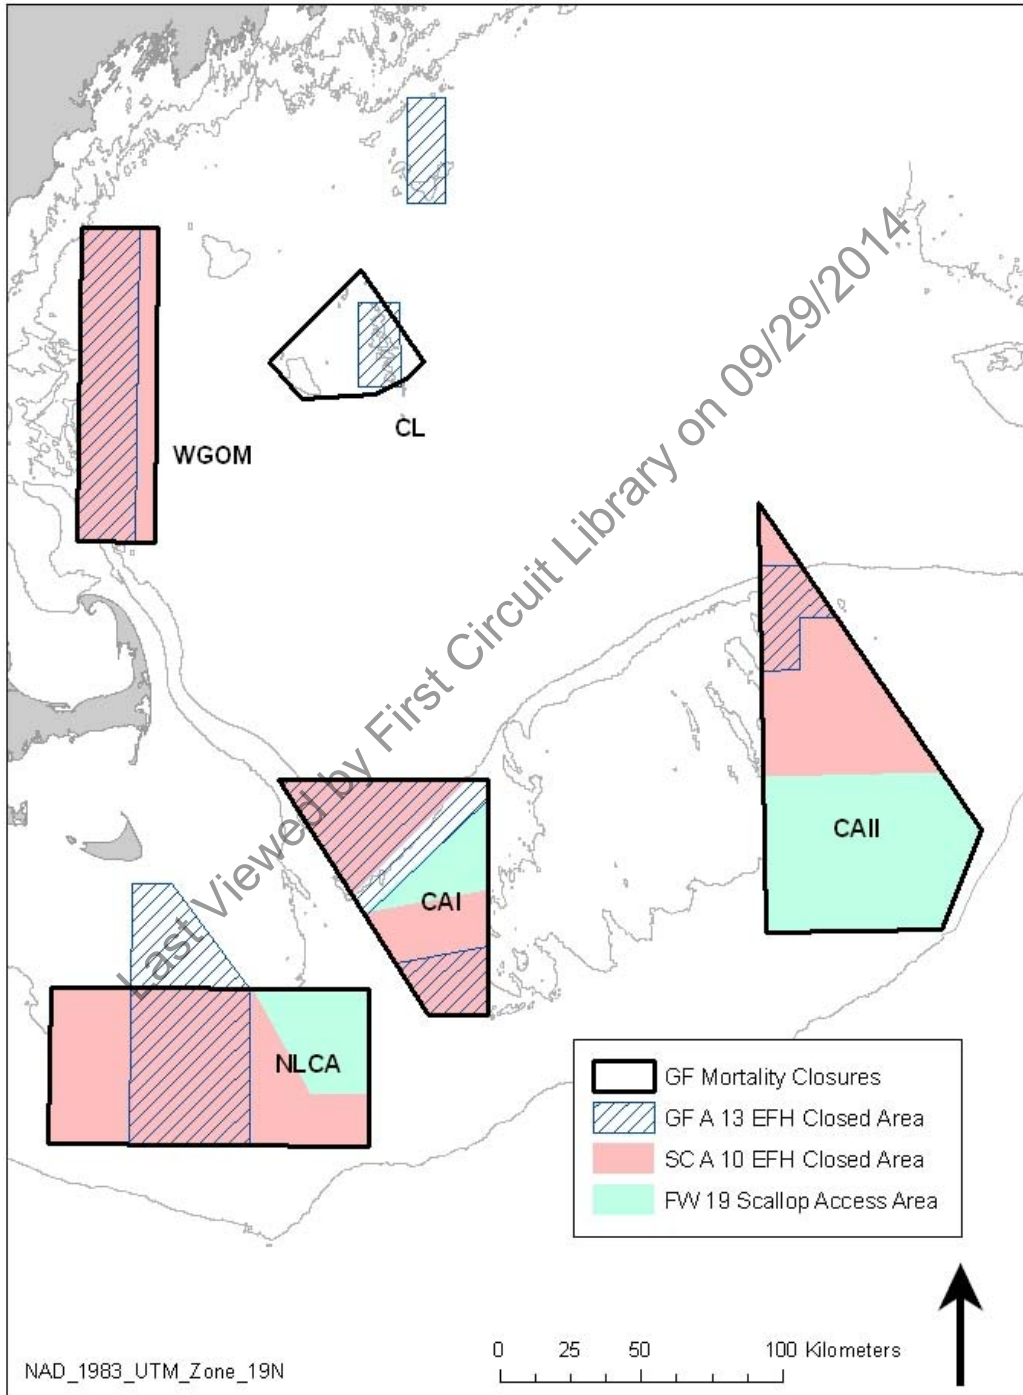 WGOM
CL
Last Viewed by First Circuit Library on 09/29/2014
CAII
CAI
NLCA
GF Mortality Closures
GF A 13 EFH Closed Area
SC A 10 EFH Closed Area
FW 19 Scallop Access Area
0 25 50 100 Kilometers
NAD_1983_UTM_Zone_19N